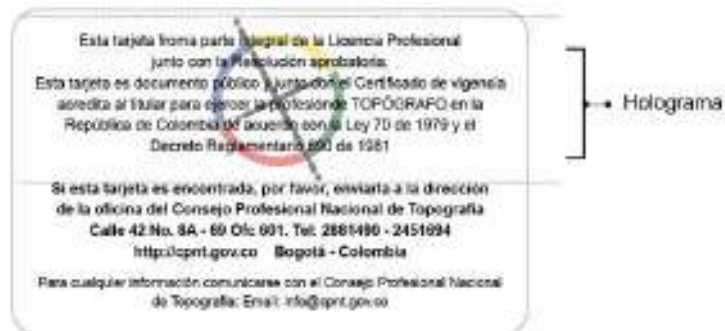 Esta tarjeta froma parte integral de la Licencia Profesional
junto con la Resolución aprobatoria.
Esta tarjeta es documento público y junto con el Certificado de vigencia
acredita al titular para ejercer la profesión de TOPÓGRAFO en la
República de Colombia de acuerdo con la Ley 70 de 1979 y el
Decreto Reglamentario 690 de 1981
Holograma
Si esta tarjeta es encontrada, por favor, enviarla a la dirección
de la oficina del Consejo Profesional Nacional de Topografía
Calle 42 No. 8A - 69 Ofc 601. Tel: 2881490 - 2451694
http://cpnt.gov.co Bogotá - Colombia
Para cualquier información comunicarse con el Consejo Profesional Nacional
de Topografía: Email: info@cpnt.gov.co